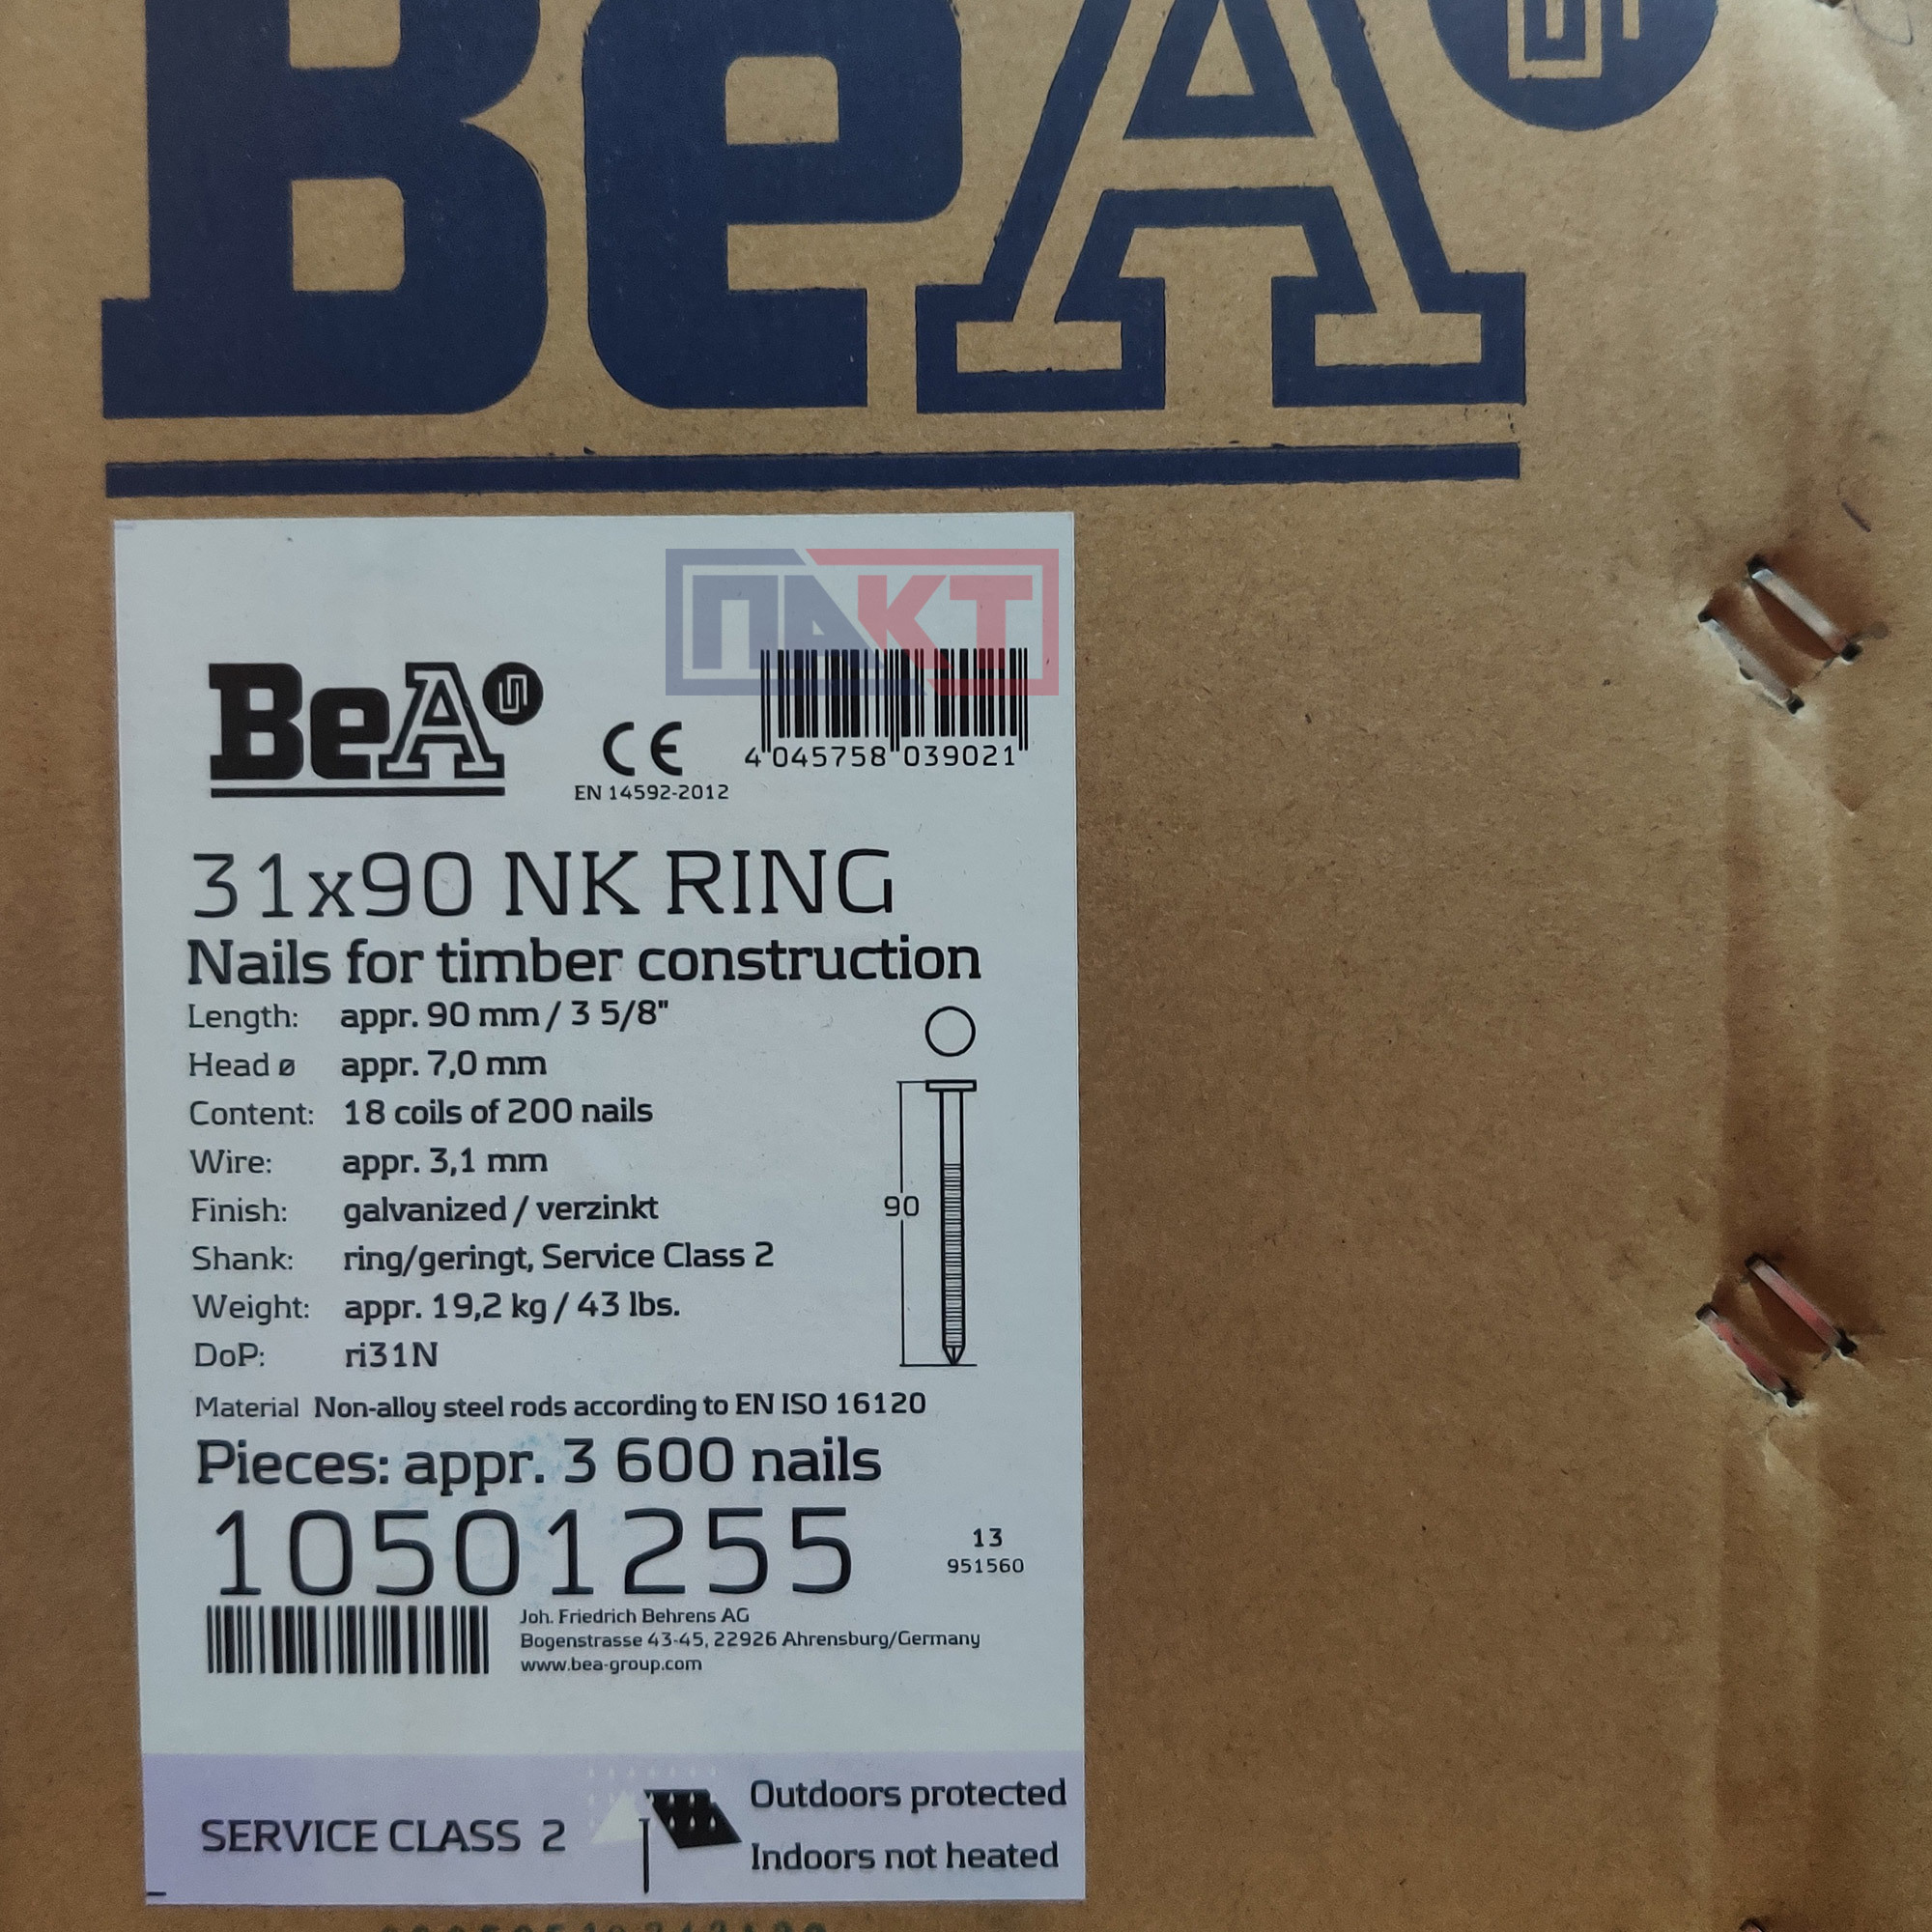 BeA
ПАКТ
BeA
CE
EN 14592-2012
4 045758 039021
31x90 NK RING
Nails for timber construction
Length: appr. 90 mm / 3 5/8"
Head ø appr. 7,0 mm
Content: 18 coils of 200 nails
Wire: appr. 3,1 mm
Finish: galvanized / verzinkt
Shank: ring/geringt, Service Class 2
Weight: appr. 19,2 kg / 43 lbs.
DoP: ri31N
90
Material Non-alloy steel rods according to EN ISO 16120
Pieces: appr. 3 600 nails
10501255
13
951560
Joh. Friedrich Behrens AG
Bogenstrasse 43-45, 22926 Ahrensburg/Germany
www.bea-group.com
SERVICE CLASS 2
Outdoors protected
Indoors not heated